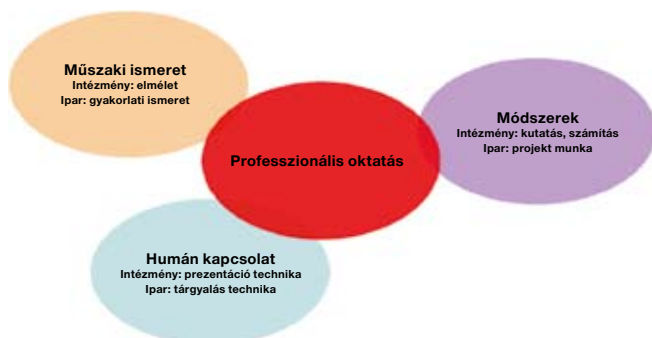 Műszaki ismeret
Intézmény: elmélet
Ipar: gyakorlati ismeret
Módszerek
Intézmény: kutatás, számítás
Ipar: projekt munka
Professzionális oktatás
Humán kapcsolat
Intézmény: prezentáció technika
Ipar: tárgyalás technika